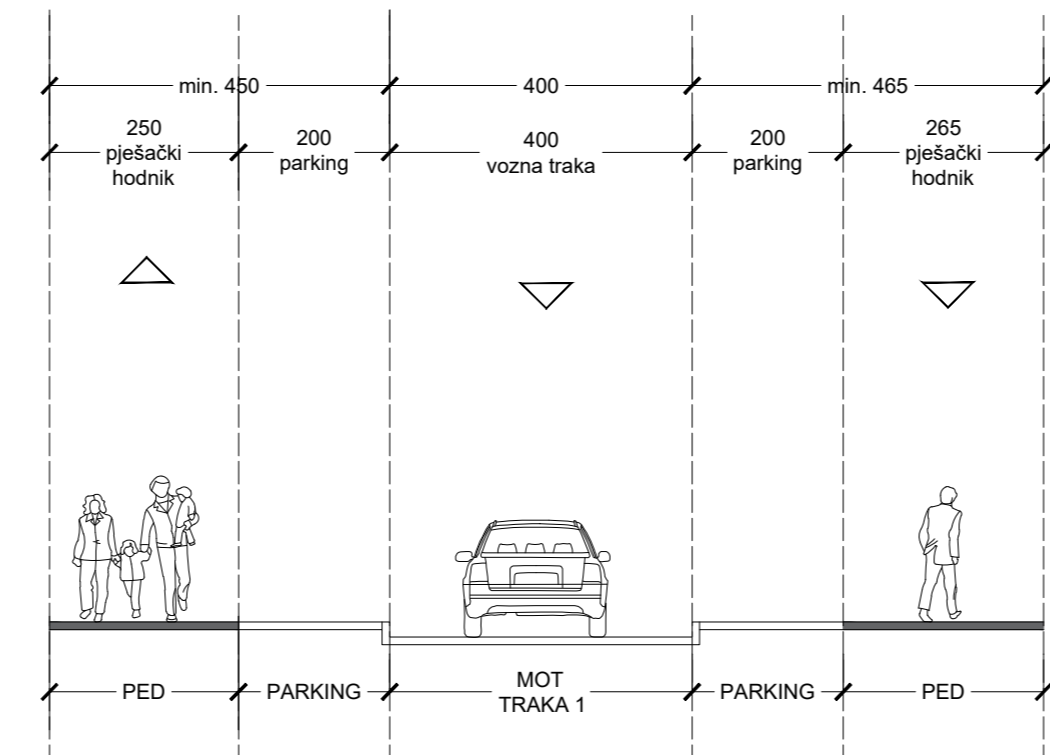 min. 450
400
min. 465
250
pješački
hodnik
200
parking
400
vozna traka
200
parking
265
pješački
hodnik
PED
PARKING
MOT
TRAKA 1
PARKING
PED